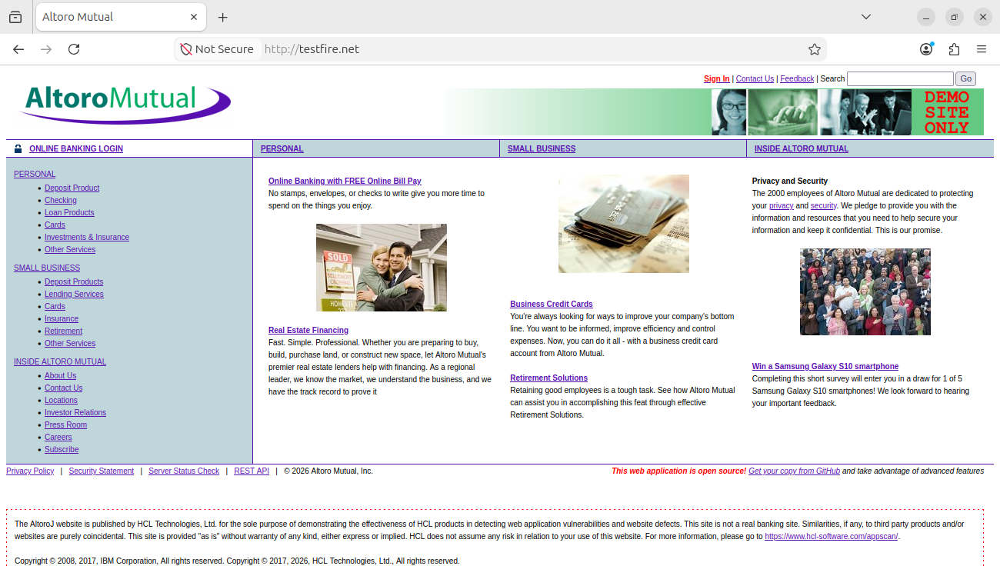 Altoro Mutual
Not Secure http://testfire.net
Sign In | Contact Us | Feedback | Search Go
AltoroMutual
DEMO
SITE
ONLY
ONLINE BANKING LOGIN
PERSONAL
SMALL BUSINESS
INSIDE ALTORO MUTUAL
PERSONAL
Deposit Product
Checking
Loan Products
Cards
Investments & Insurance
Other Services
SMALL BUSINESS
Deposit Products
Lending Services
Cards
Insurance
Retirement
Other Services
INSIDE ALTORO MUTUAL
About Us
Contact Us
Locations
Investor Relations
Press Room
Careers
Subscribe
Online Banking with FREE Online Bill Pay
No stamps, envelopes, or checks to write give you more time to
spend on the things you enjoy.
SOLD
Real Estate Financing
Fast. Simple. Professional. Whether you are preparing to buy,
build, purchase land, or construct new space, let Altoro Mutual's
premier real estate lenders help with financing. As a regional
leader, we know the market, we understand the business, and we
have the track record to prove it
Business Credit Cards
You're always looking for ways to improve your company's bottom
line. You want to be informed, improve efficiency and control
expenses. Now, you can do it all - with a business credit card
account from Altoro Mutual.
Retirement Solutions
Retaining good employees is a tough task. See how Altoro Mutual
can assist you in accomplishing this feat through effective
Retirement Solutions.
Privacy and Security
The 2000 employees of Altoro Mutual are dedicated to protecting
your privacy and security. We pledge to provide you with the
information and resources that you need to help secure your
information and keep it confidential. This is our promise.
Win a Samsung Galaxy S10 smartphone
Completing this short survey will enter you in a draw for 1 of 5
Samsung Galaxy S10 smartphones! We look forward to hearing
your important feedback.
Privacy Policy | Security Statement | Server Status Check | REST API | © 2026 Altoro Mutual, Inc.
This web application is open source! Get your copy from GitHub and take advantage of advanced features
The AltoroJ website is published by HCL Technologies, Ltd. for the sole purpose of demonstrating the effectiveness of HCL products in detecting web application vulnerabilities and website defects. This site is not a real banking site. Similarities, if any, to third party products and/or
websites are purely coincidental. This site is provided "as is" without warranty of any kind, either express or implied. HCL does not assume any risk in relation to your use of this website. For more information, please go to https://www.hcl-software.com/appscan/.
Copyright © 2008, 2017, IBM Corporation, All rights reserved. Copyright © 2017, 2026, HCL Technologies, Ltd., All rights reserved.